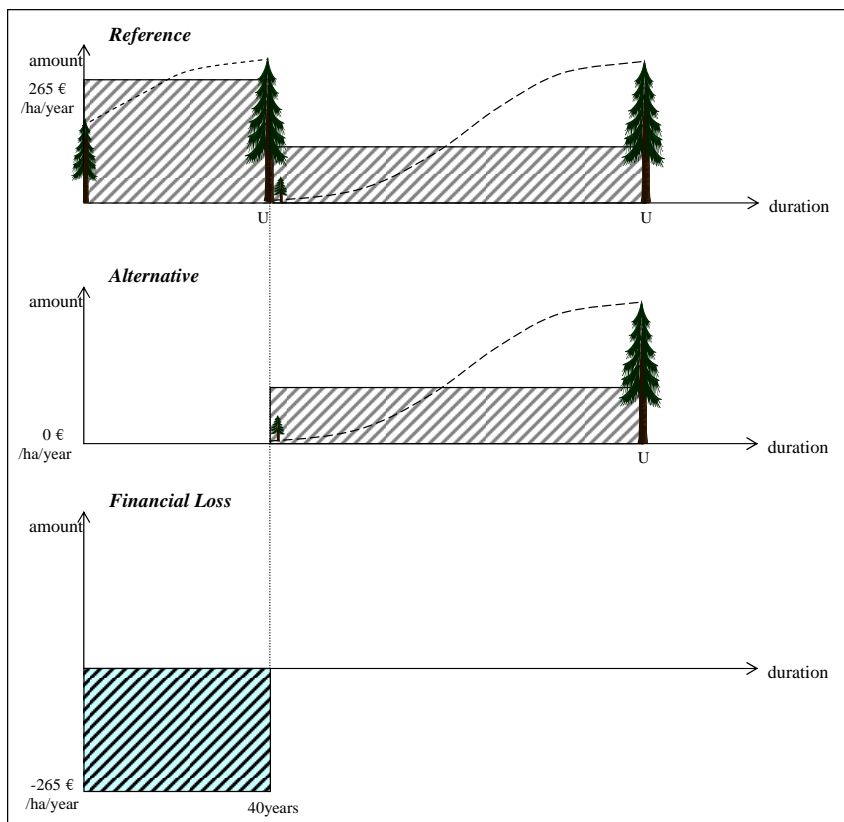 Reference
amount
265 €
/ha/year
duration
U
U
Alternative
amount
0 €
/ha/year
duration
U
Financial Loss
amount
duration
-265 €
/ha/year
40years